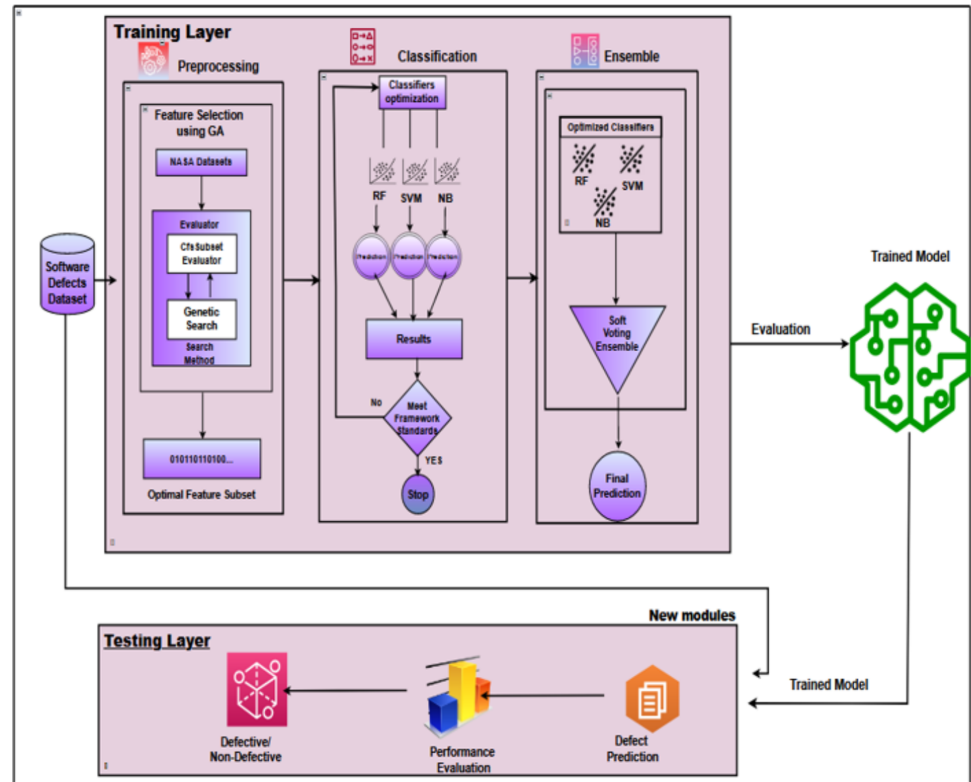 Training Layer
Preprocessing
Classification
Ensemble
Feature Selection
using GA
NASA Datasets
Evaluator
Cfs Subset
Evaluator
Genetic
Search
Search
Method
010110110100...
Optimal Feature Subset
Software
Defects
Dataset
Classifiers
optimization
RF
SVM
NB
Prediction
Prediction
Prediction
Results
No
Meet
Framework
Standards
YES
Stop
Optimized Classifiers
RF
SVM
NB
Soft
Voting
Ensemble
Final
Prediction
Evaluation
Trained Model
New modules
Testing Layer
Trained Model
Defective/
Non-Defective
Performance
Evaluation
Defect
Prediction